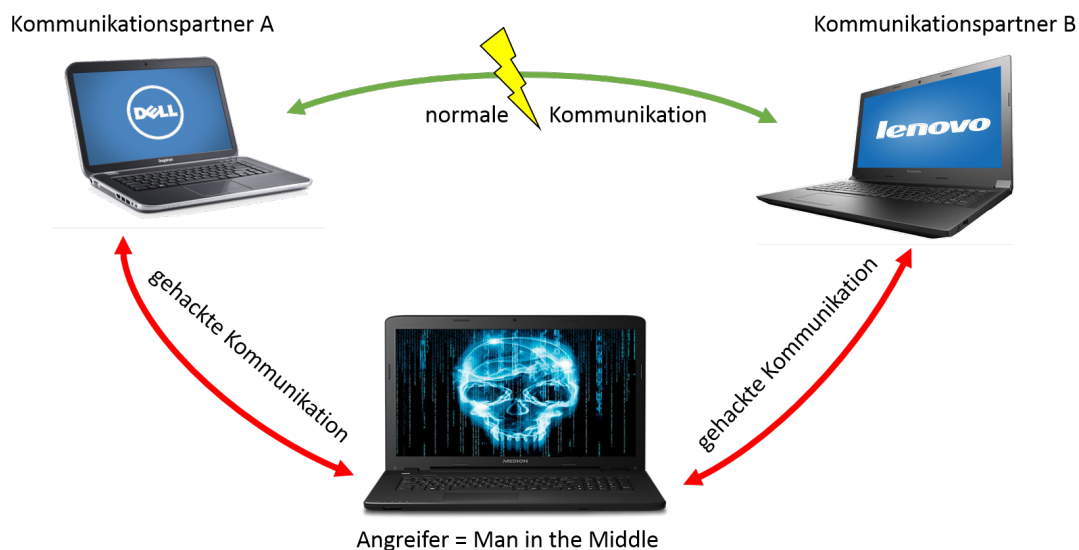 Kommunikationspartner A
Kommunikationspartner B
DELL
lenovo
normale Kommunikation
gehackte Kommunikation
gehackte Kommunikation
MEDION
Angreifer = Man in the Middle